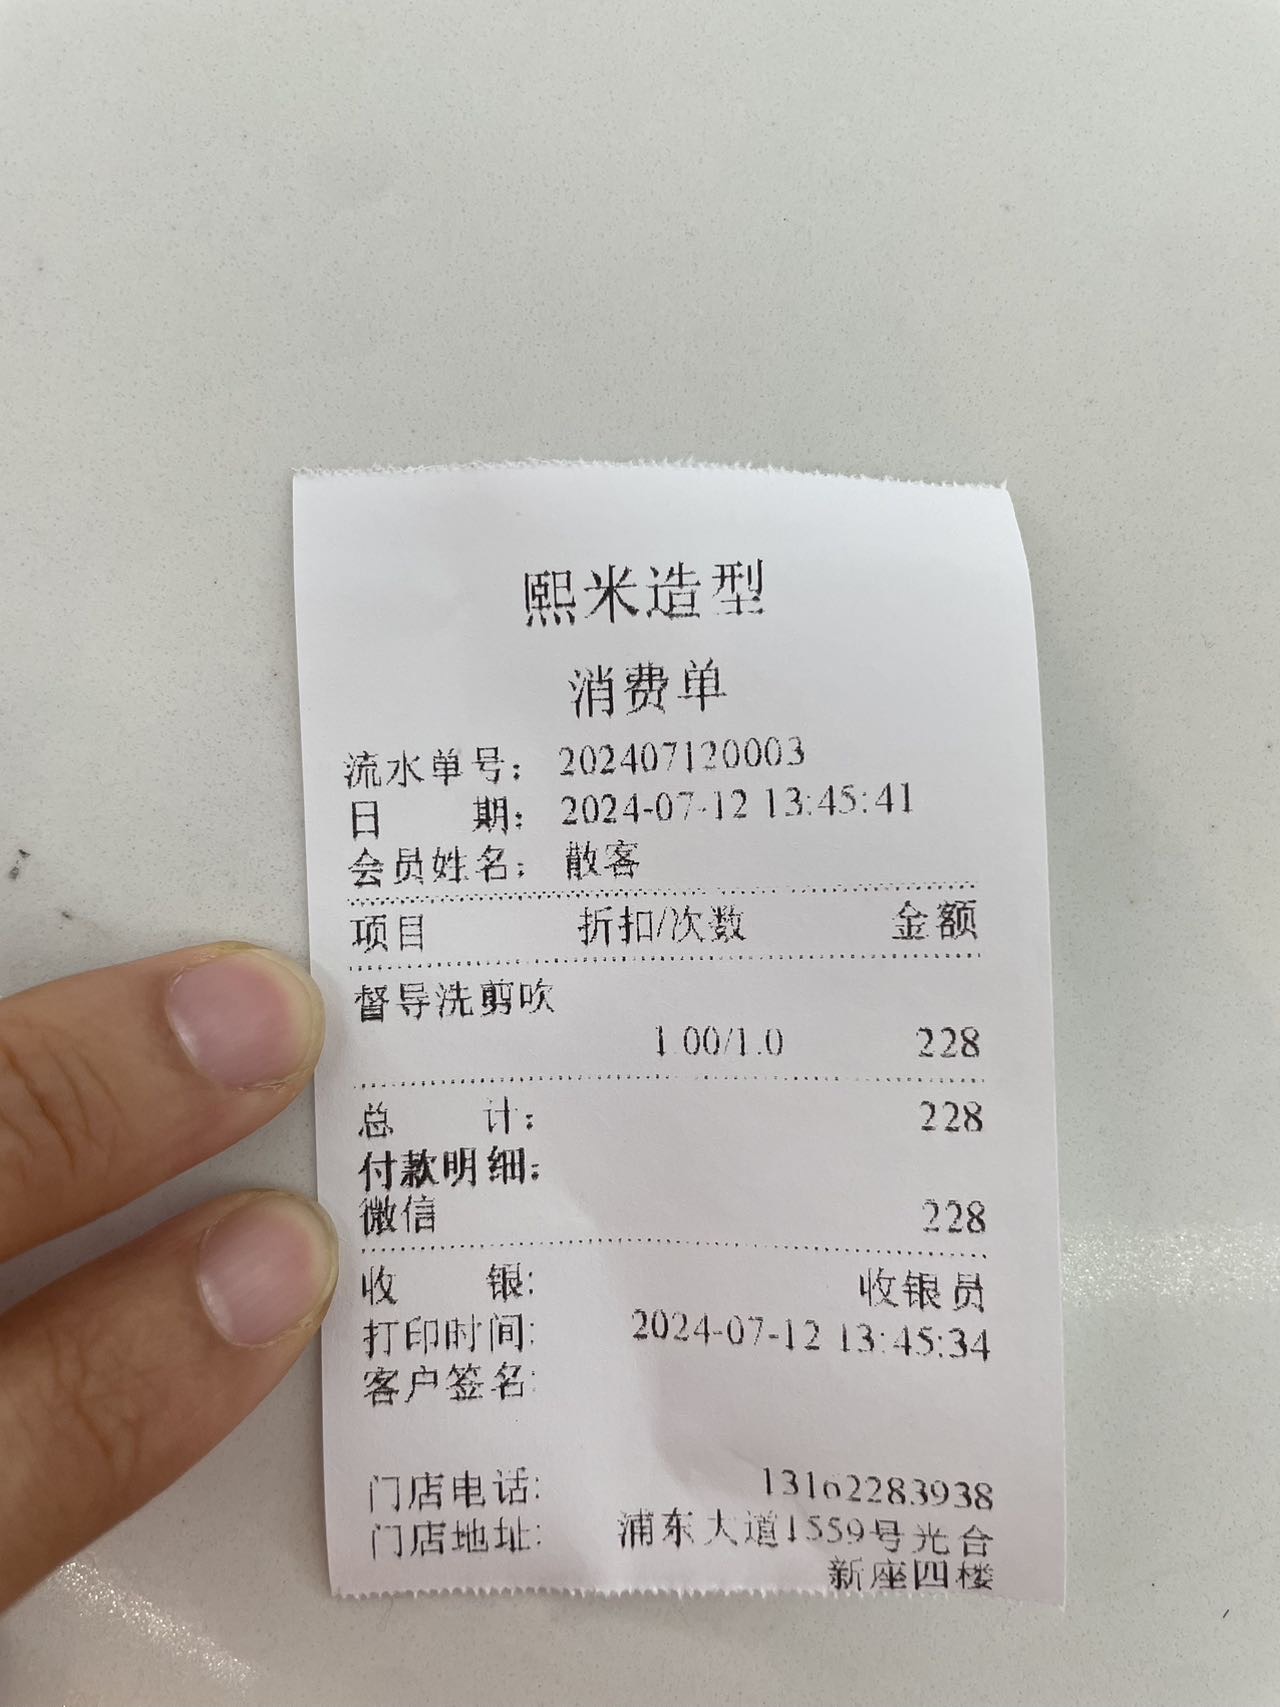 熙米造型
消费单
流水单号： 202407120003
日 期： 2024-07-12 13:45:41
会员姓名： 散客
项目 折扣/次数 金额
督导洗剪吹
1.00/1.0 228
总 计： 228
付款明细：
微信 228
收 银： 收银员
打印时间： 2024-07-12 13:45:34
客户签名：
门店电话： 13162283938
门店地址： 浦东大道1559号光合
新座四楼